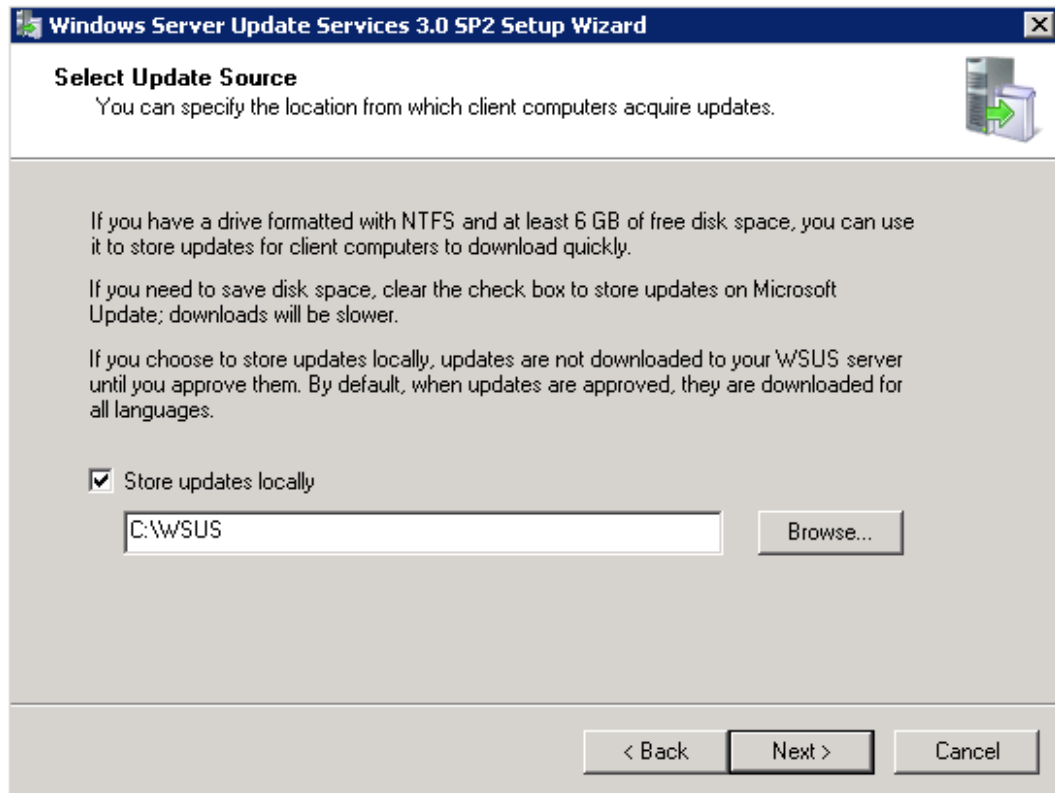 Windows Server Update Services 3.0 SP2 Setup Wizard
Select Update Source
You can specify the location from which client computers acquire updates.
If you have a drive formatted with NTFS and at least 6 GB of free disk space, you can use
it to store updates for client computers to download quickly.
If you need to save disk space, clear the check box to store updates on Microsoft
Update; downloads will be slower.
If you choose to store updates locally, updates are not downloaded to your WSUS server
until you approve them. By default, when updates are approved, they are downloaded for
all languages.
Store updates locally
C:\WSUS
Browse...
< Back
Next >
Cancel